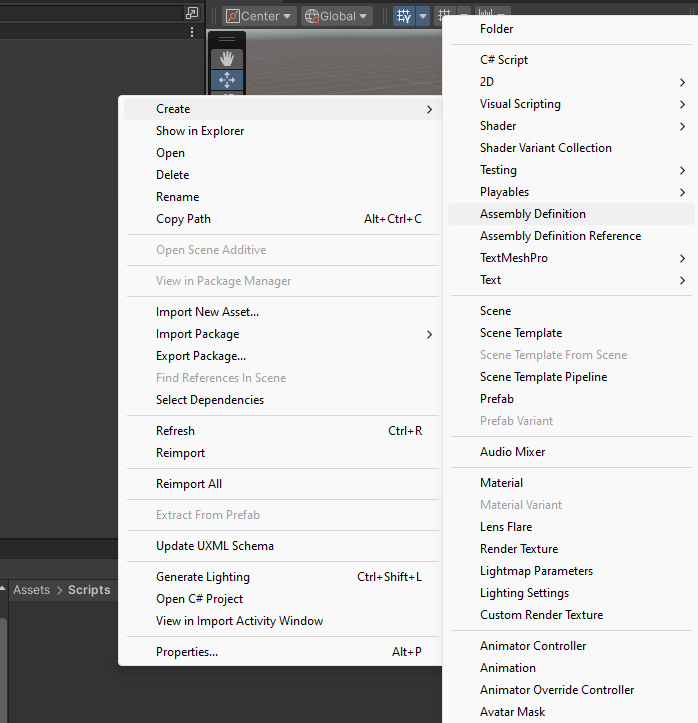 Center
Global
Create
Show in Explorer
Open
Delete
Rename
Copy Path Alt+Ctrl+C
Open Scene Additive
View in Package Manager
Import New Asset...
Import Package
Export Package...
Find References In Scene
Select Dependencies
Refresh Ctrl+R
Reimport
Reimport All
Extract From Prefab
Update UXML Schema
Generate Lighting Ctrl+Shift+L
Open C# Project
View in Import Activity Window
Properties... Alt+P
Folder
C# Script
2D
Visual Scripting
Shader
Shader Variant Collection
Testing
Playables
Assembly Definition
Assembly Definition Reference
TextMeshPro
Text
Scene
Scene Template
Scene Template From Scene
Scene Template Pipeline
Prefab
Prefab Variant
Audio Mixer
Material
Material Variant
Lens Flare
Render Texture
Lightmap Parameters
Lighting Settings
Custom Render Texture
Animator Controller
Animation
Animator Override Controller
Avatar Mask
Assets > Scripts